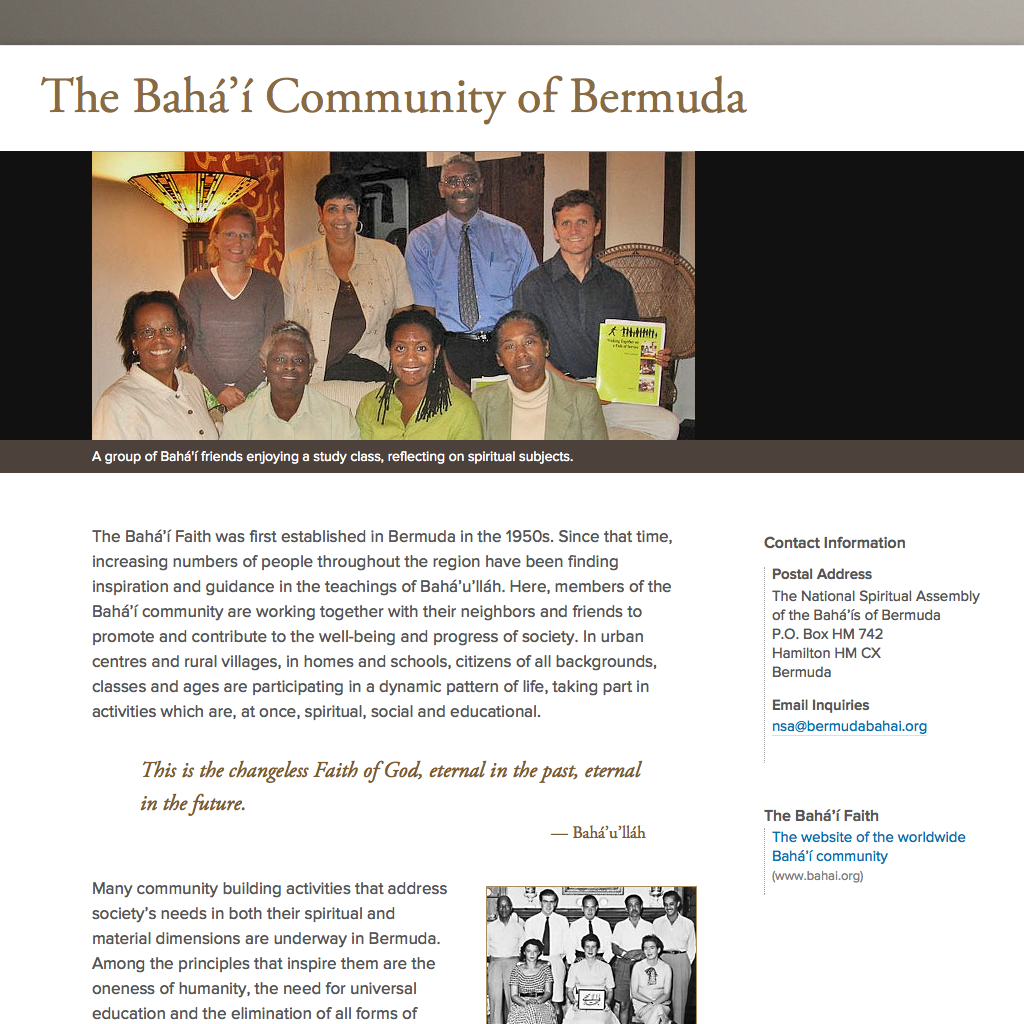 The Bahá’í Community of Bermuda
Working Together on
a Path of Service
A group of Bahá’í friends enjoying a study class, reflecting on spiritual subjects.
The Bahá’í Faith was first established in Bermuda in the 1950s. Since that time,
increasing numbers of people throughout the region have been finding
inspiration and guidance in the teachings of Bahá’u’lláh. Here, members of the
Bahá’í community are working together with their neighbors and friends to
promote and contribute to the well-being and progress of society. In urban
centres and rural villages, in homes and schools, citizens of all backgrounds,
classes and ages are participating in a dynamic pattern of life, taking part in
activities which are, at once, spiritual, social and educational.
This is the changeless Faith of God, eternal in the past, eternal
in the future.
— Bahá’u’lláh
Many community building activities that address
society’s needs in both their spiritual and
material dimensions are underway in Bermuda.
Among the principles that inspire them are the
oneness of humanity, the need for universal
education and the elimination of all forms of
Contact Information
Postal Address
The National Spiritual Assembly
of the Bahá’ís of Bermuda
P.O. Box HM 742
Hamilton HM CX
Bermuda
Email Inquiries
nsa@bermudabahai.org
The Bahá’í Faith
The website of the worldwide
Bahá’í community
(www.bahai.org)